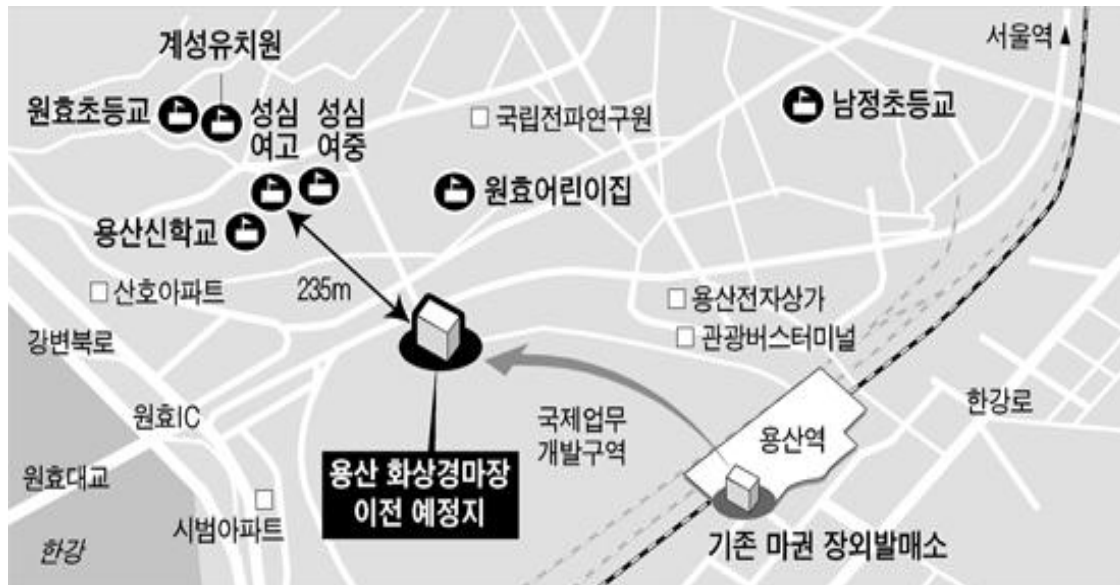 계성유치원
서울역
원효초등교
성심
여고
성심
여중
국립전파연구원
남정초등교
원효어린이집
용산신학교
235m
산호아파트
용산전자상가
강변북로
관광버스터미널
원효IC
국제업무
개발구역
용산역
한강로
원효대교
용산 화상경마장
이전 예정지
시범아파트
한강
기존 마권 장외발매소